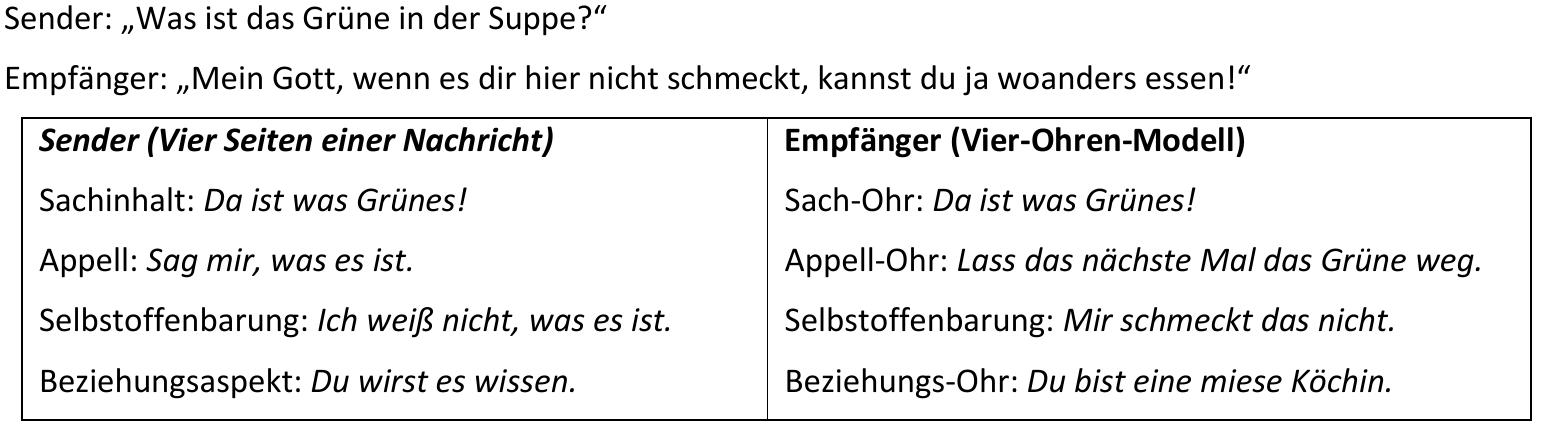 Sender: „Was ist das Grüne in der Suppe?“
Empfänger: „Mein Gott, wenn es dir hier nicht schmeckt, kannst du ja woanders essen!“
Sender (Vier Seiten einer Nachricht)
Sachinhalt: Da ist was Grünes!
Appell: Sag mir, was es ist.
Selbstoffenbarung: Ich weiß nicht, was es ist.
Beziehungsaspekt: Du wirst es wissen.
Empfänger (Vier-Ohren-Modell)
Sach-Ohr: Da ist was Grünes!
Appell-Ohr: Lass das nächste Mal das Grüne weg.
Selbstoffenbarung: Mir schmeckt das nicht.
Beziehungs-Ohr: Du bist eine miese Köchin.